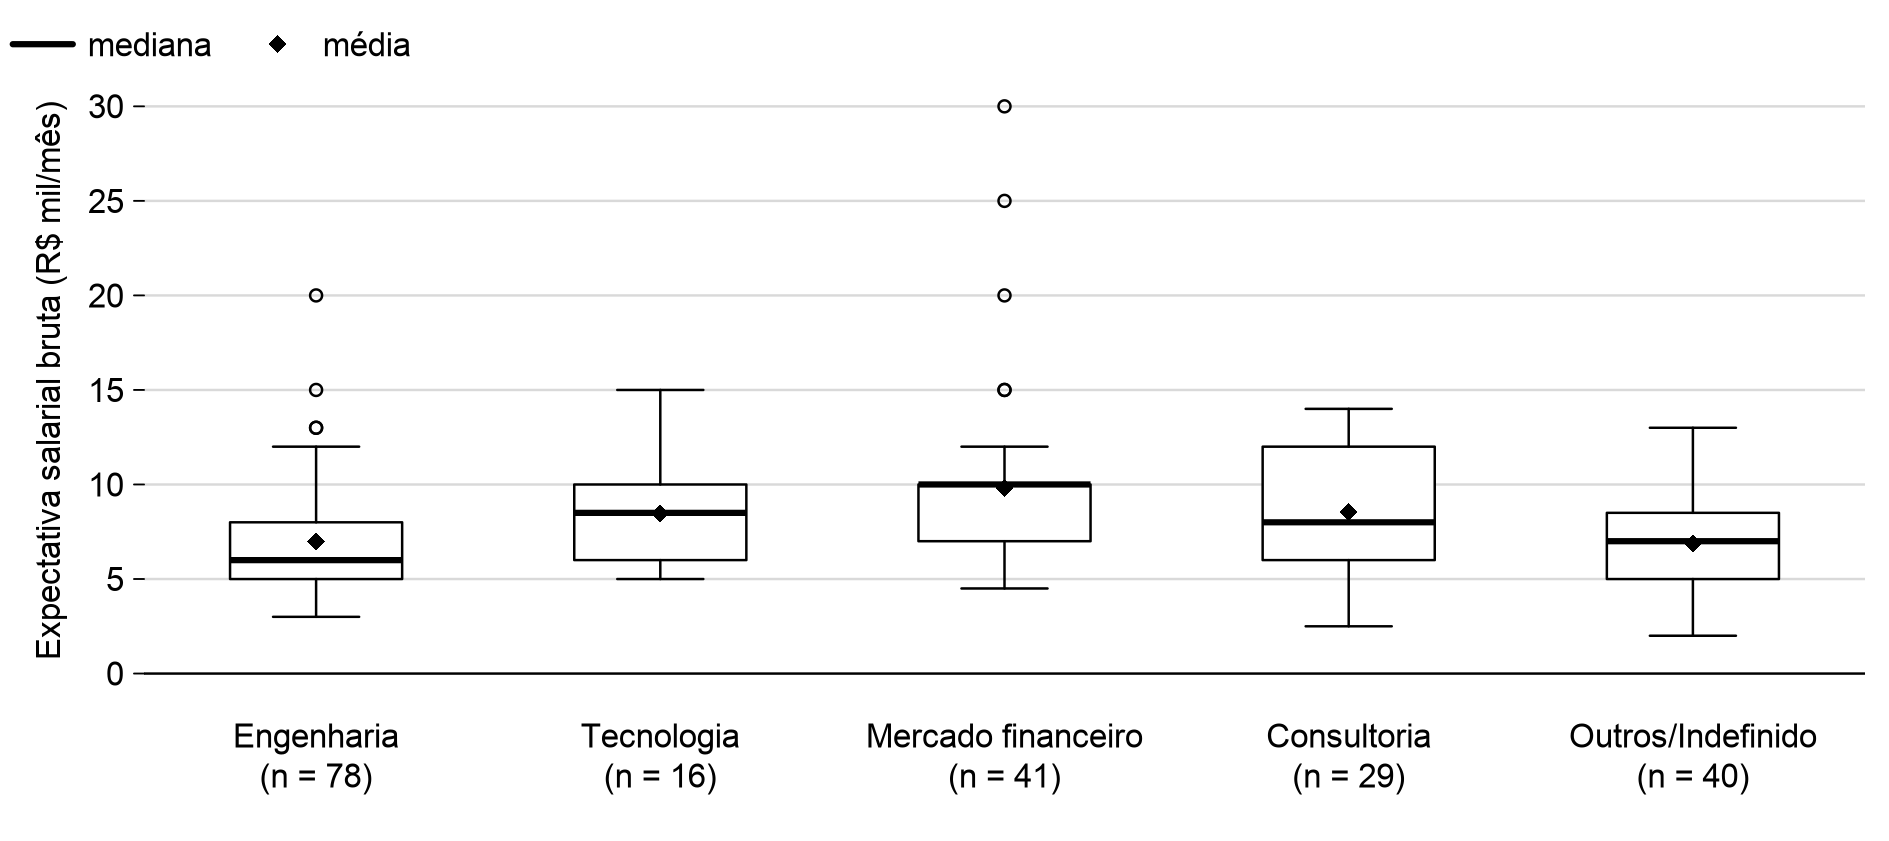 mediana média
Expectativa salarial bruta (R$ mil/mês)
30
25
20
15
10
5
0
Engenharia
(n = 78)
Tecnologia
(n = 16)
Mercado financeiro
(n = 41)
Consultoria
(n = 29)
Outros/Indefinido
(n = 40)